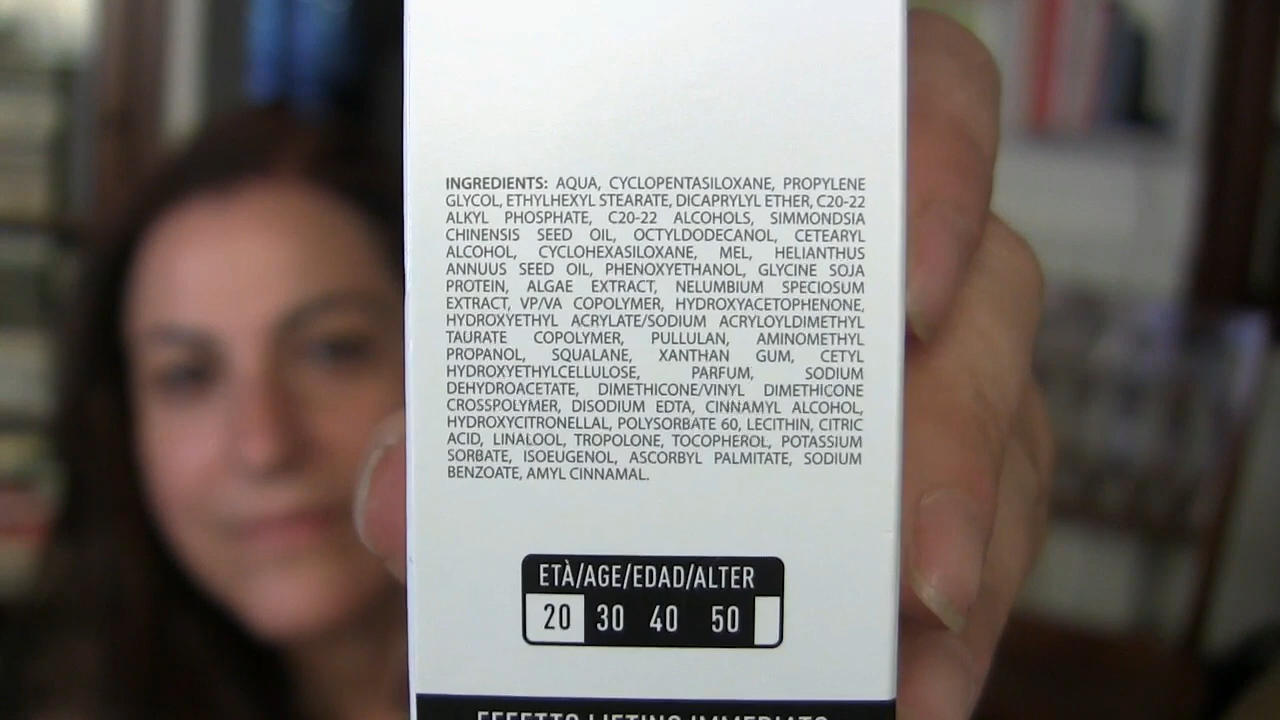 INGREDIENTS: AQUA, CYCLOPENTASILOXANE, PROPYLENE
GLYCOL, ETHYLHEXYL STEARATE, DICAPRYLYL ETHER, C20-22
ALKYL PHOSPHATE, C20-22 ALCOHOLS, SIMMONDSIA
CHINENSIS SEED OIL, OCTYLDODECANOL, CETEARYL
ALCOHOL, CYCLOHEXASILOXANE, MEL, HELIANTHUS
ANNUUS SEED OIL, PHENOXYETHANOL, GLYCINE SOJA
PROTEIN, ALGAE EXTRACT, NELUMBIUM SPECIOSUM
EXTRACT, VP/VA COPOLYMER, HYDROXYACETOPHENONE,
HYDROXYETHYL ACRYLATE/SODIUM ACRYLOYLDIMETHYL
TAURATE COPOLYMER, PULLULAN, AMINOMETHYL
PROPANOL, SQUALANE, XANTHAN GUM, CETYL
HYDROXYETHYLCELLULOSE, PARFUM, SODIUM
DEHYDROACETATE, DIMETHICONE/VINYL DIMETHICONE
CROSSPOLYMER, DISODIUM EDTA, CINNAMYL ALCOHOL,
HYDROXYCITRONELLAL, POLYSORBATE 60, LECITHIN, CITRIC
ACID, LINALOOL, TROPOLONE, TOCOPHEROL, POTASSIUM
SORBATE, ISOEUGENOL, ASCORBYL PALMITATE, SODIUM
BENZOATE, AMYL CINNAMAL.
ETÀ/AGE/EDAD/ALTER
20 30 40 50
EFFETTO LIFTING IMMEDIATO